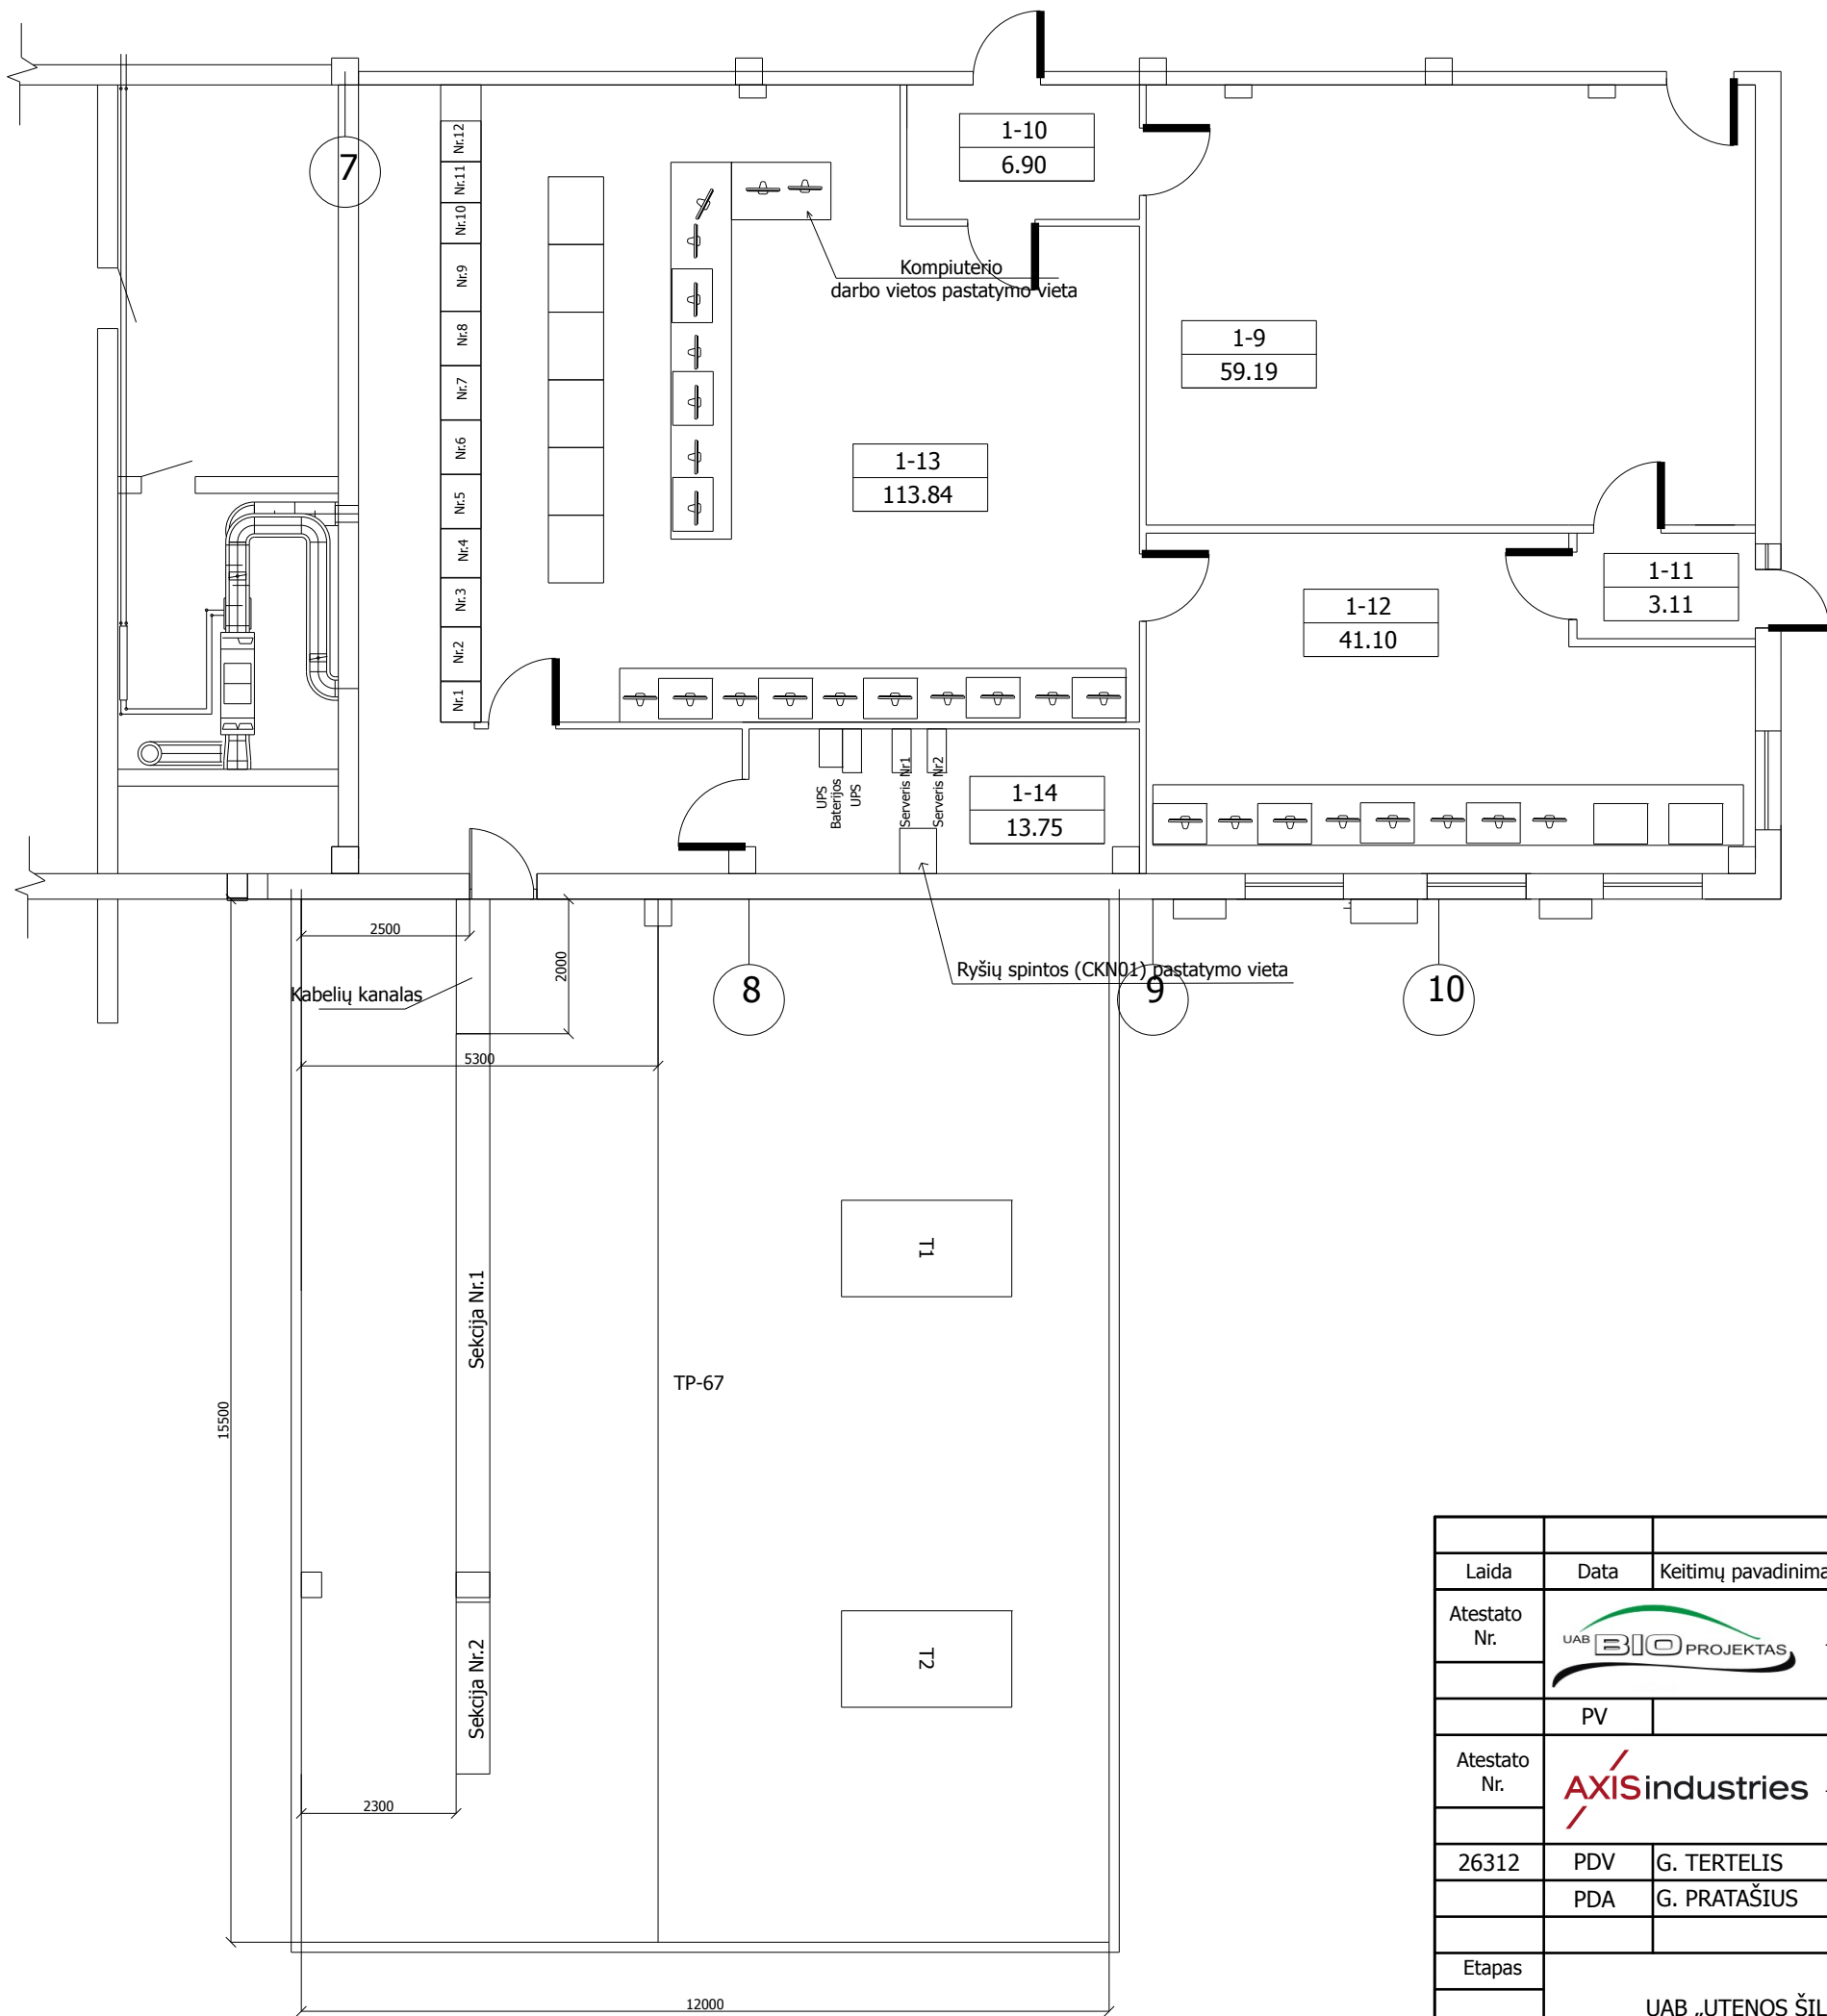 7
Nr.12
Nr.11
Nr.10
Nr.9
Nr.8
Nr.7
Nr.6
Nr.5
Nr.4
Nr.3
Nr.2
Nr.1
1-10
6.90
Kompiuterio
darbo vietos pastatymo vieta
1-9
59.19
1-13
113.84
1-11
3.11
1-12
41.10
UPS
Baterijos
UPS
Serveris Nr1
Serveris Nr2
1-14
13.75
2500
2000
Kabelių kanalas
Ryšių spintos (CKN01) pastatymo vieta
8
9
10
5300
T1
Sekcija Nr.1
TP-67
15500
T2
Sekcija Nr.2
2300
12000
Laida
Data
Keitimų pavadinima
Atestato
Nr.
UAB BIO PROJEKTAS
PV
Atestato
Nr.
AXIS industries
26312
PDV
G. TERTELIS
PDA
G. PRATAŠIUS
Etapas
UAB „UTENOS ŠIL